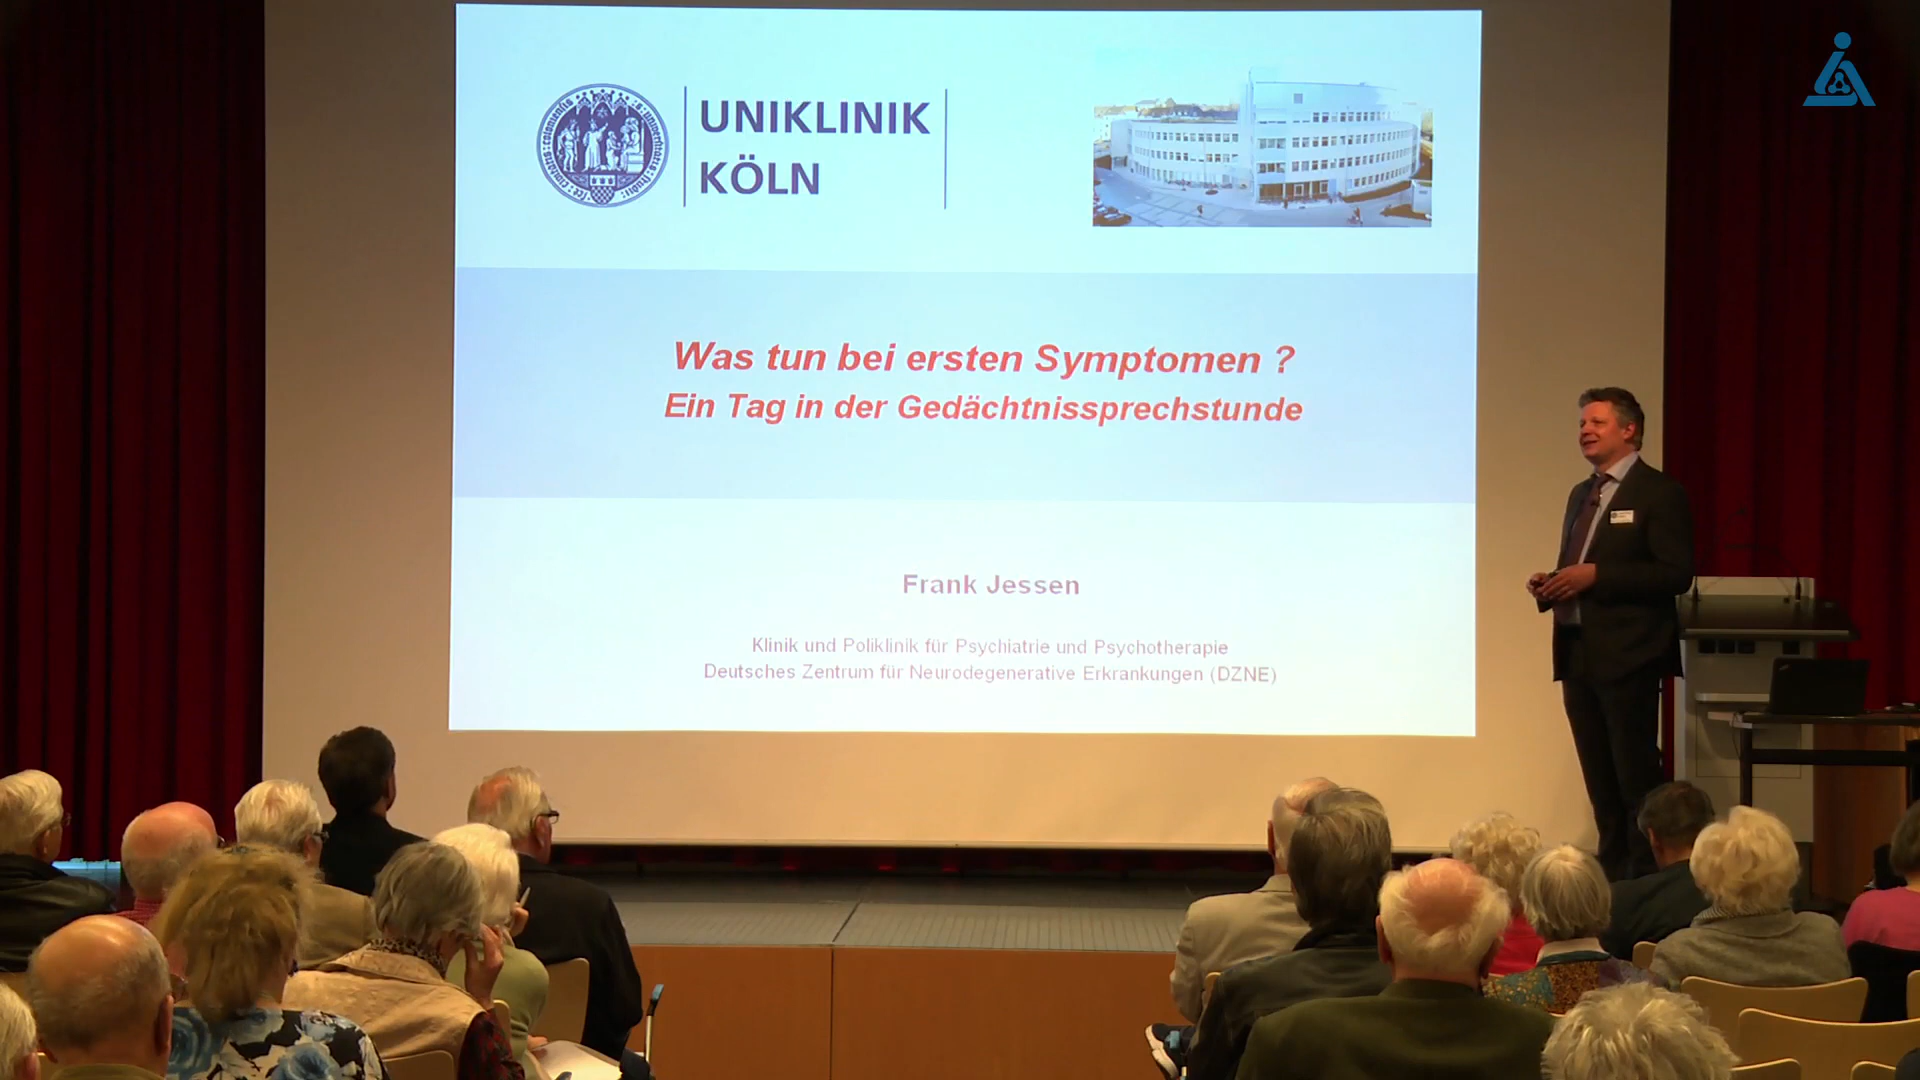 UNIKLINIK
KÖLN
Was tun bei ersten Symptomen ?
Ein Tag in der Gedächtnissprechstunde
Frank Jessen
Klinik und Poliklinik für Psychiatrie und Psychotherapie
Deutsches Zentrum für Neurodegenerative Erkrankungen (DZNE)